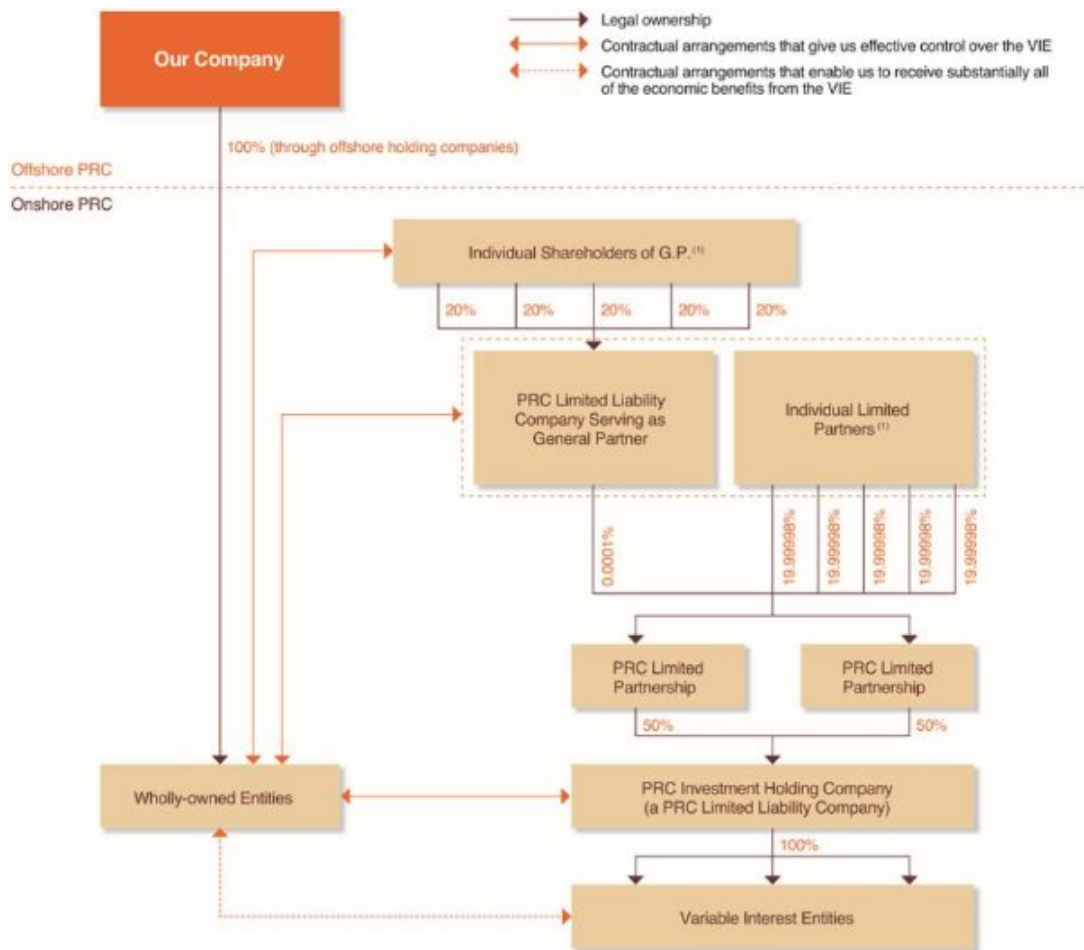 Our Company
Legal ownership
Contractual arrangements that give us effective control over the VIE
Contractual arrangements that enable us to receive substantially all
of the economic benefits from the VIE
100% (through offshore holding companies)
Offshore PRC
Onshore PRC
Individual Shareholders of G.P.(1)
20%
20%
20%
20%
20%
PRC Limited Liability
Company Serving as
General Partner
Individual Limited
Partners(1)
0.0001%
19.99998%
19.99998%
19.99998%
19.99998%
19.99998%
PRC Limited
Partnership
PRC Limited
Partnership
50%
50%
Wholly-owned Entities
PRC Investment Holding Company
(a PRC Limited Liability Company)
100%
Variable Interest Entities